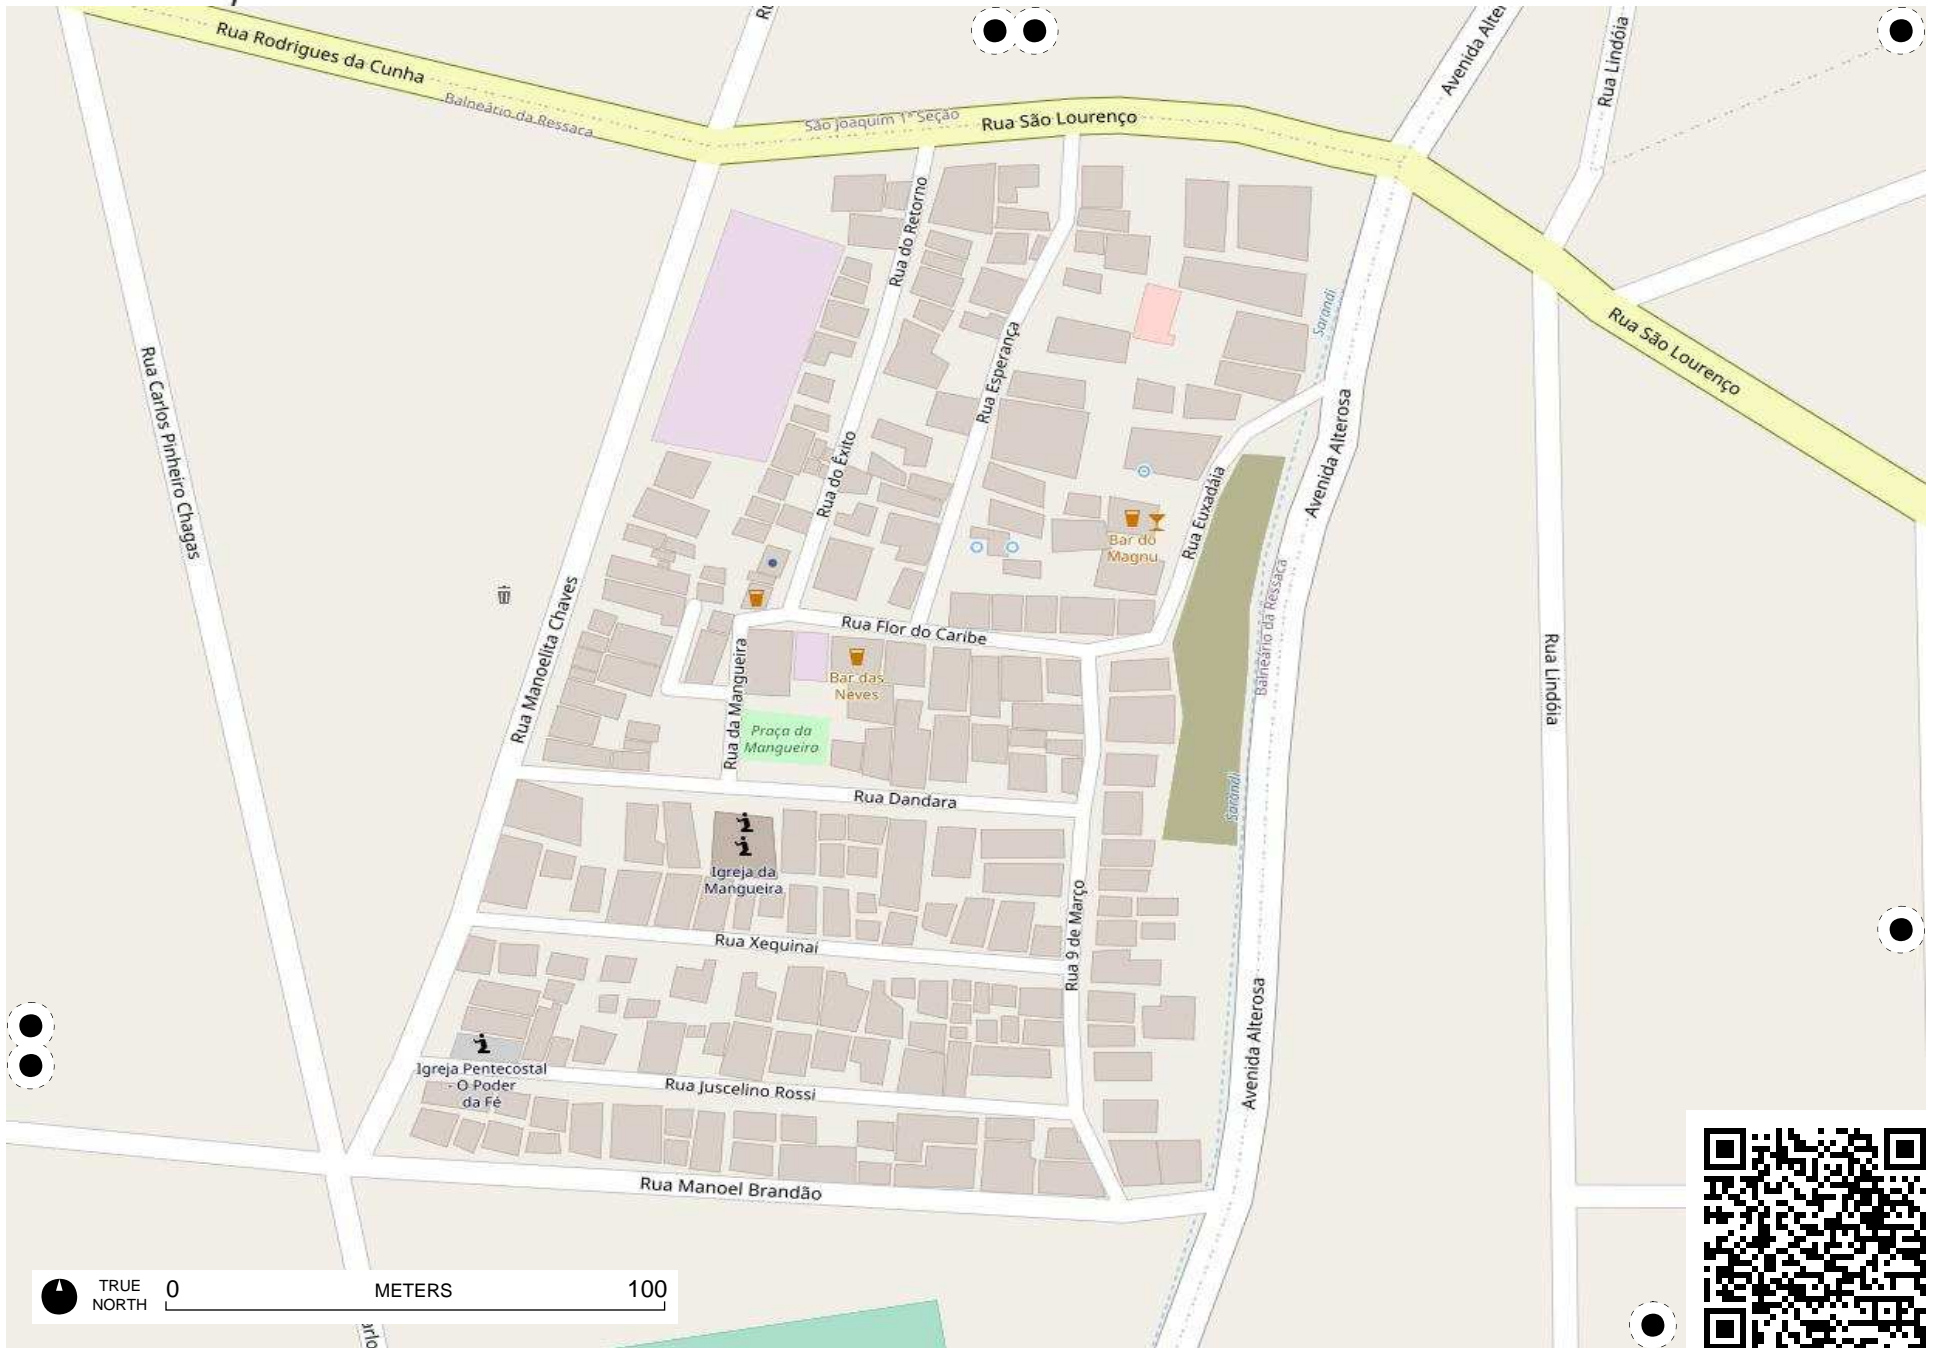 Rua Rodrigues da Cunha
Balneário da Ressaca
São Joaquim 1ª Seção
Rua São Lourenço
Avenida Alter
Rua Lindóia
Rua do Retorno
Sarandi
Rua São Lourenço
Rua Esperança
Rua Carlos Pinheiro Chagas
Avenida Alterosa
Rua do Êxito
Rua Euxadáia
Bar do
Magnu
Rua Manoelita Chaves
Balneário da Ressaca
Rua Flor do Caribe
Rua Lindóia
Bar das
Neves
Rua da Mangueira
Praça da
Mangueira
Sarandi
Rua Dandara
Igreja da
Mangueira
Rua 9 de Março
Rua Xequinaí
Avenida Alterosa
Igreja Pentecostal
- O Poder
da Fé
Rua Juscelino Rossi
Rua Manoel Brandão
TRUE
NORTH
0 METERS 100
arlo